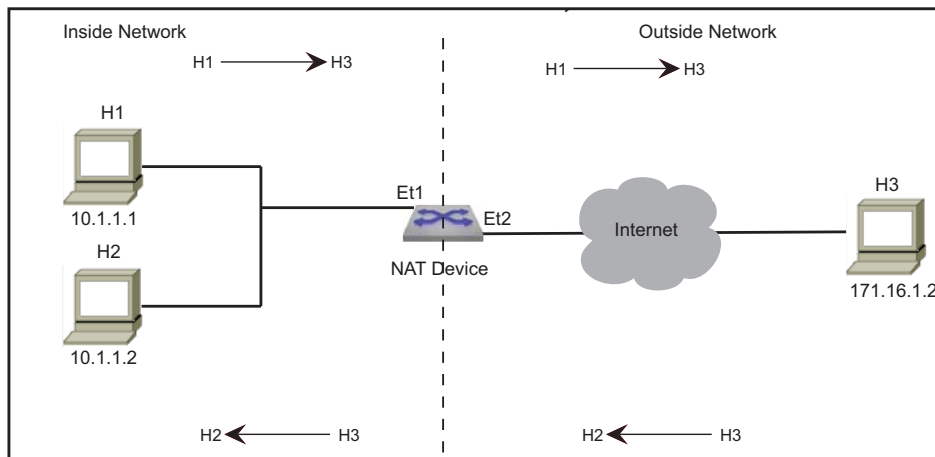 Inside Network
Outside Network
H1 H3
H1 H3
H1
10.1.1.1
H2
10.1.1.2
Et1
Et2
NAT Device
Internet
H3
171.16.1.2
H2 H3
H2 H3